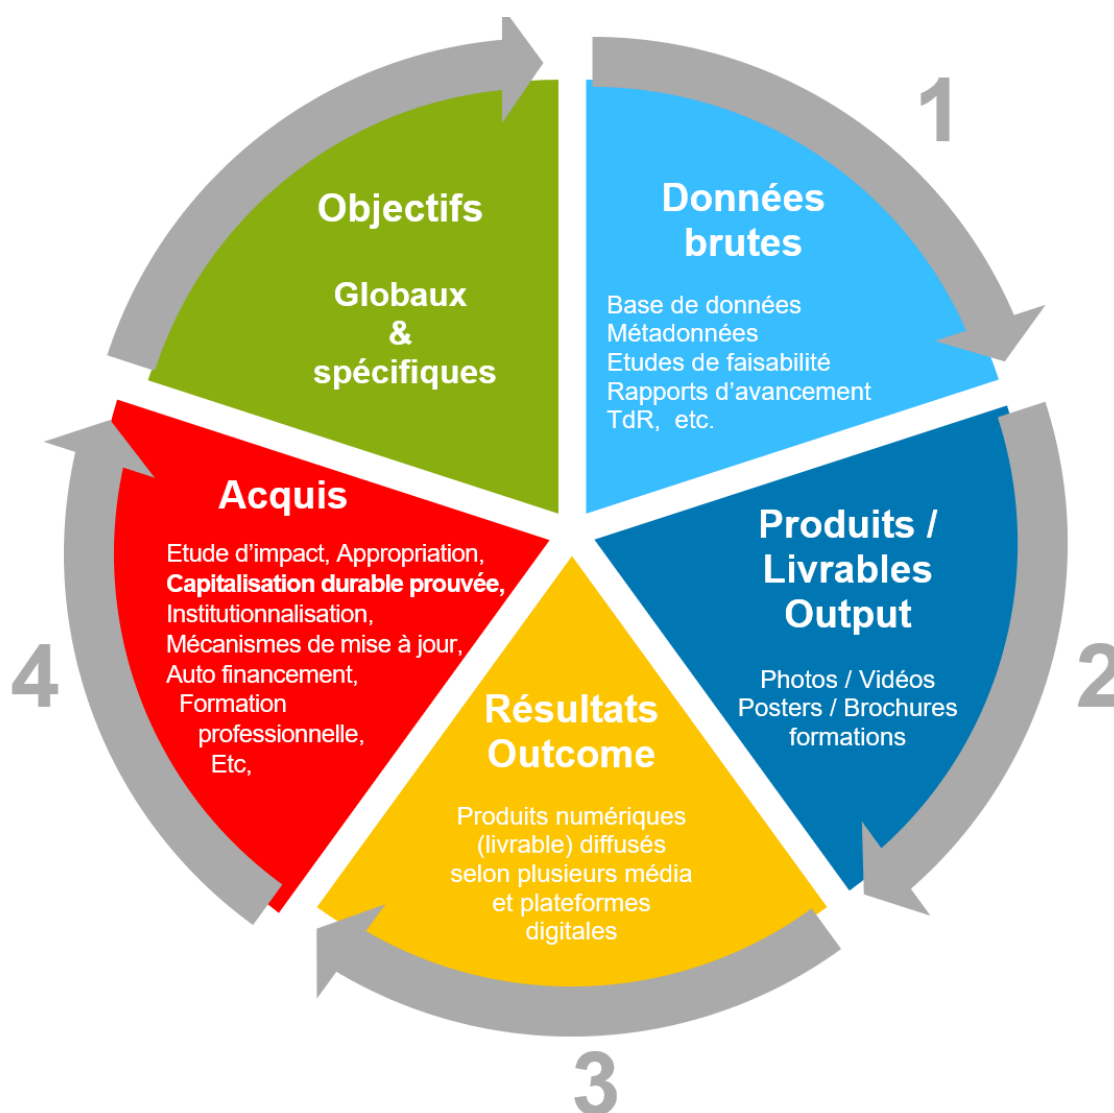 Objectifs
Globaux
&
spécifiques
1
Données
brutes
Base de données
Métadonnées
Etudes de faisabilité
Rapports d'avancement
TdR,  etc.
2
Produits /
Livrables
Output
Photos / Vidéos
Posters / Brochures
formations
3
Résultats
Outcome
Produits numériques
(livrable) diffusés
selon plusieurs média
et plateformes
digitales
4
Acquis
Etude d'impact, Appropriation,
Capitalisation durable prouvée,
Institutionnalisation,
Mécanismes de mise à jour,
Auto financement,
Formation
professionnelle,
Etc,